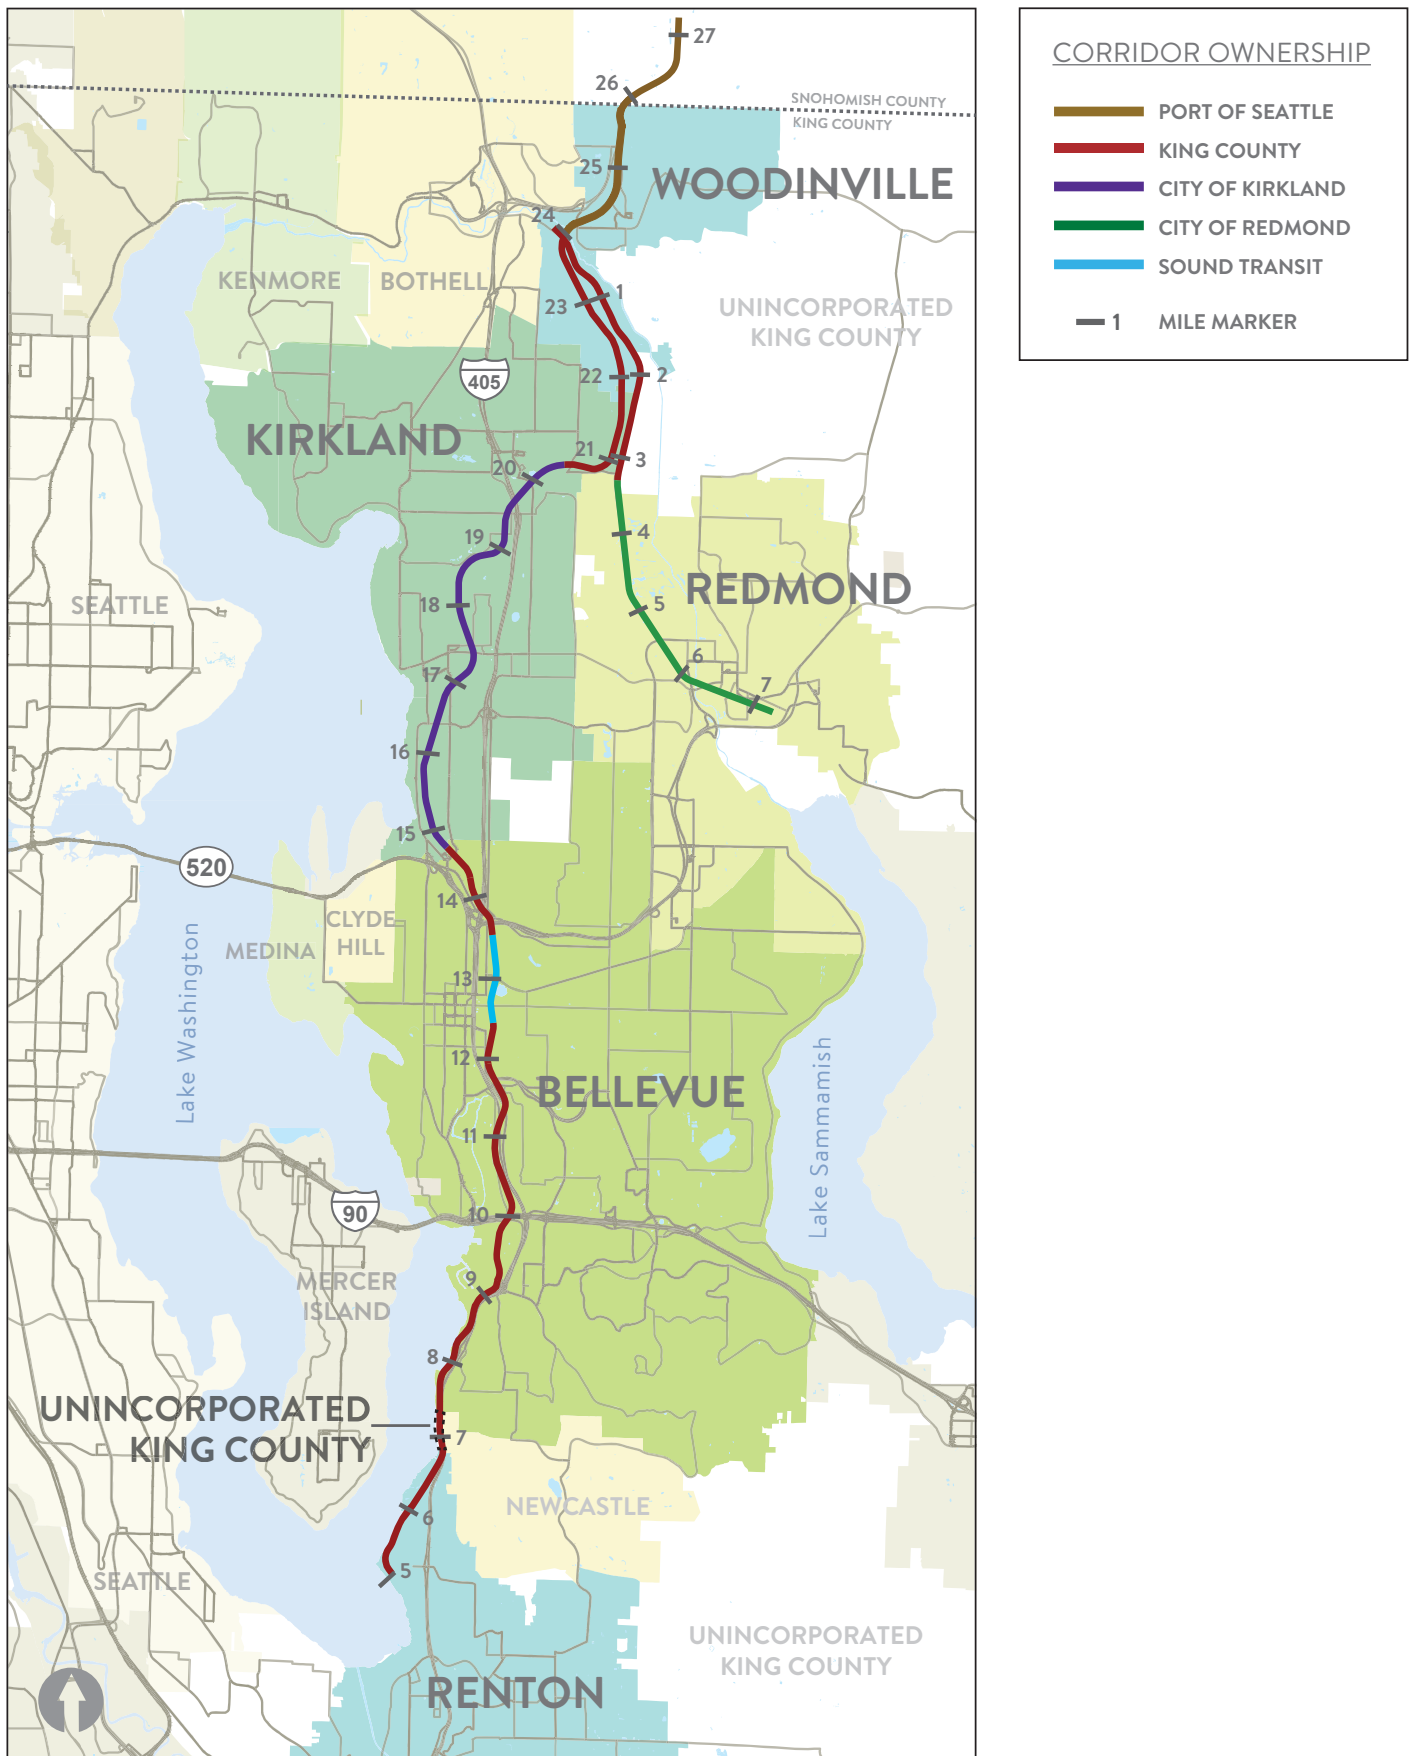 27
26
SNOHOMISH COUNTY
KING COUNTY
25
WOODINVILLE
24
KENMORE
BOTHELL
23
1
UNINCORPORATED
KING COUNTY
405
22
2
KIRKLAND
21
3
20
19
4
REDMOND
SEATTLE
18
5
17
6
7
16
15
520
14
CLYDE
HILL
MEDINA
Lake Washington
13
12
BELLEVUE
11
Lake Sammamish
90
10
9
MERCER
ISLAND
8
UNINCORPORATED
KING COUNTY
7
6
NEWCASTLE
5
SEATTLE
UNINCORPORATED
KING COUNTY
RENTON
CORRIDOR OWNERSHIP
PORT OF SEATTLE
KING COUNTY
CITY OF KIRKLAND
CITY OF REDMOND
SOUND TRANSIT
1 MILE MARKER